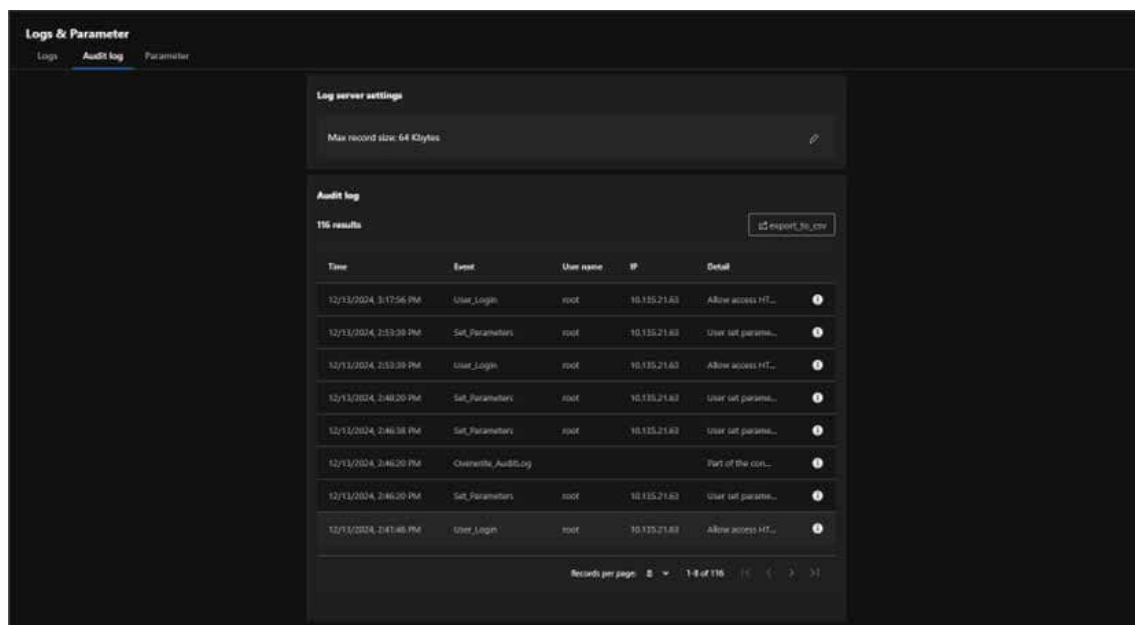 Logs & Parameter
Logs Audit log Parameter
Log server settings
Max record size: 64 Kbytes
Audit log
116 results
export_to_csv
Time Event User name IP Detail
12/13/2024, 3:17:56 PM User_Login root 10.135.21.63 Allow access HT...
12/13/2024, 2:53:39 PM Set_Parameters root 10.135.21.63 User set parame...
12/13/2024, 2:53:39 PM User_Login root 10.135.21.63 Allow access HT...
12/13/2024, 2:48:20 PM Set_Parameters root 10.135.21.63 User set parame...
12/13/2024, 2:46:38 PM Set_Parameters root 10.135.21.63 User set parame...
12/13/2024, 2:46:20 PM Overwrite_AuditLog Part of the con...
12/13/2024, 2:46:20 PM Set_Parameters root 10.135.21.63 User set parame...
12/13/2024, 2:41:46 PM User_Login root 10.135.21.63 Allow access HT...
Records per page: 8 1-8 of 116